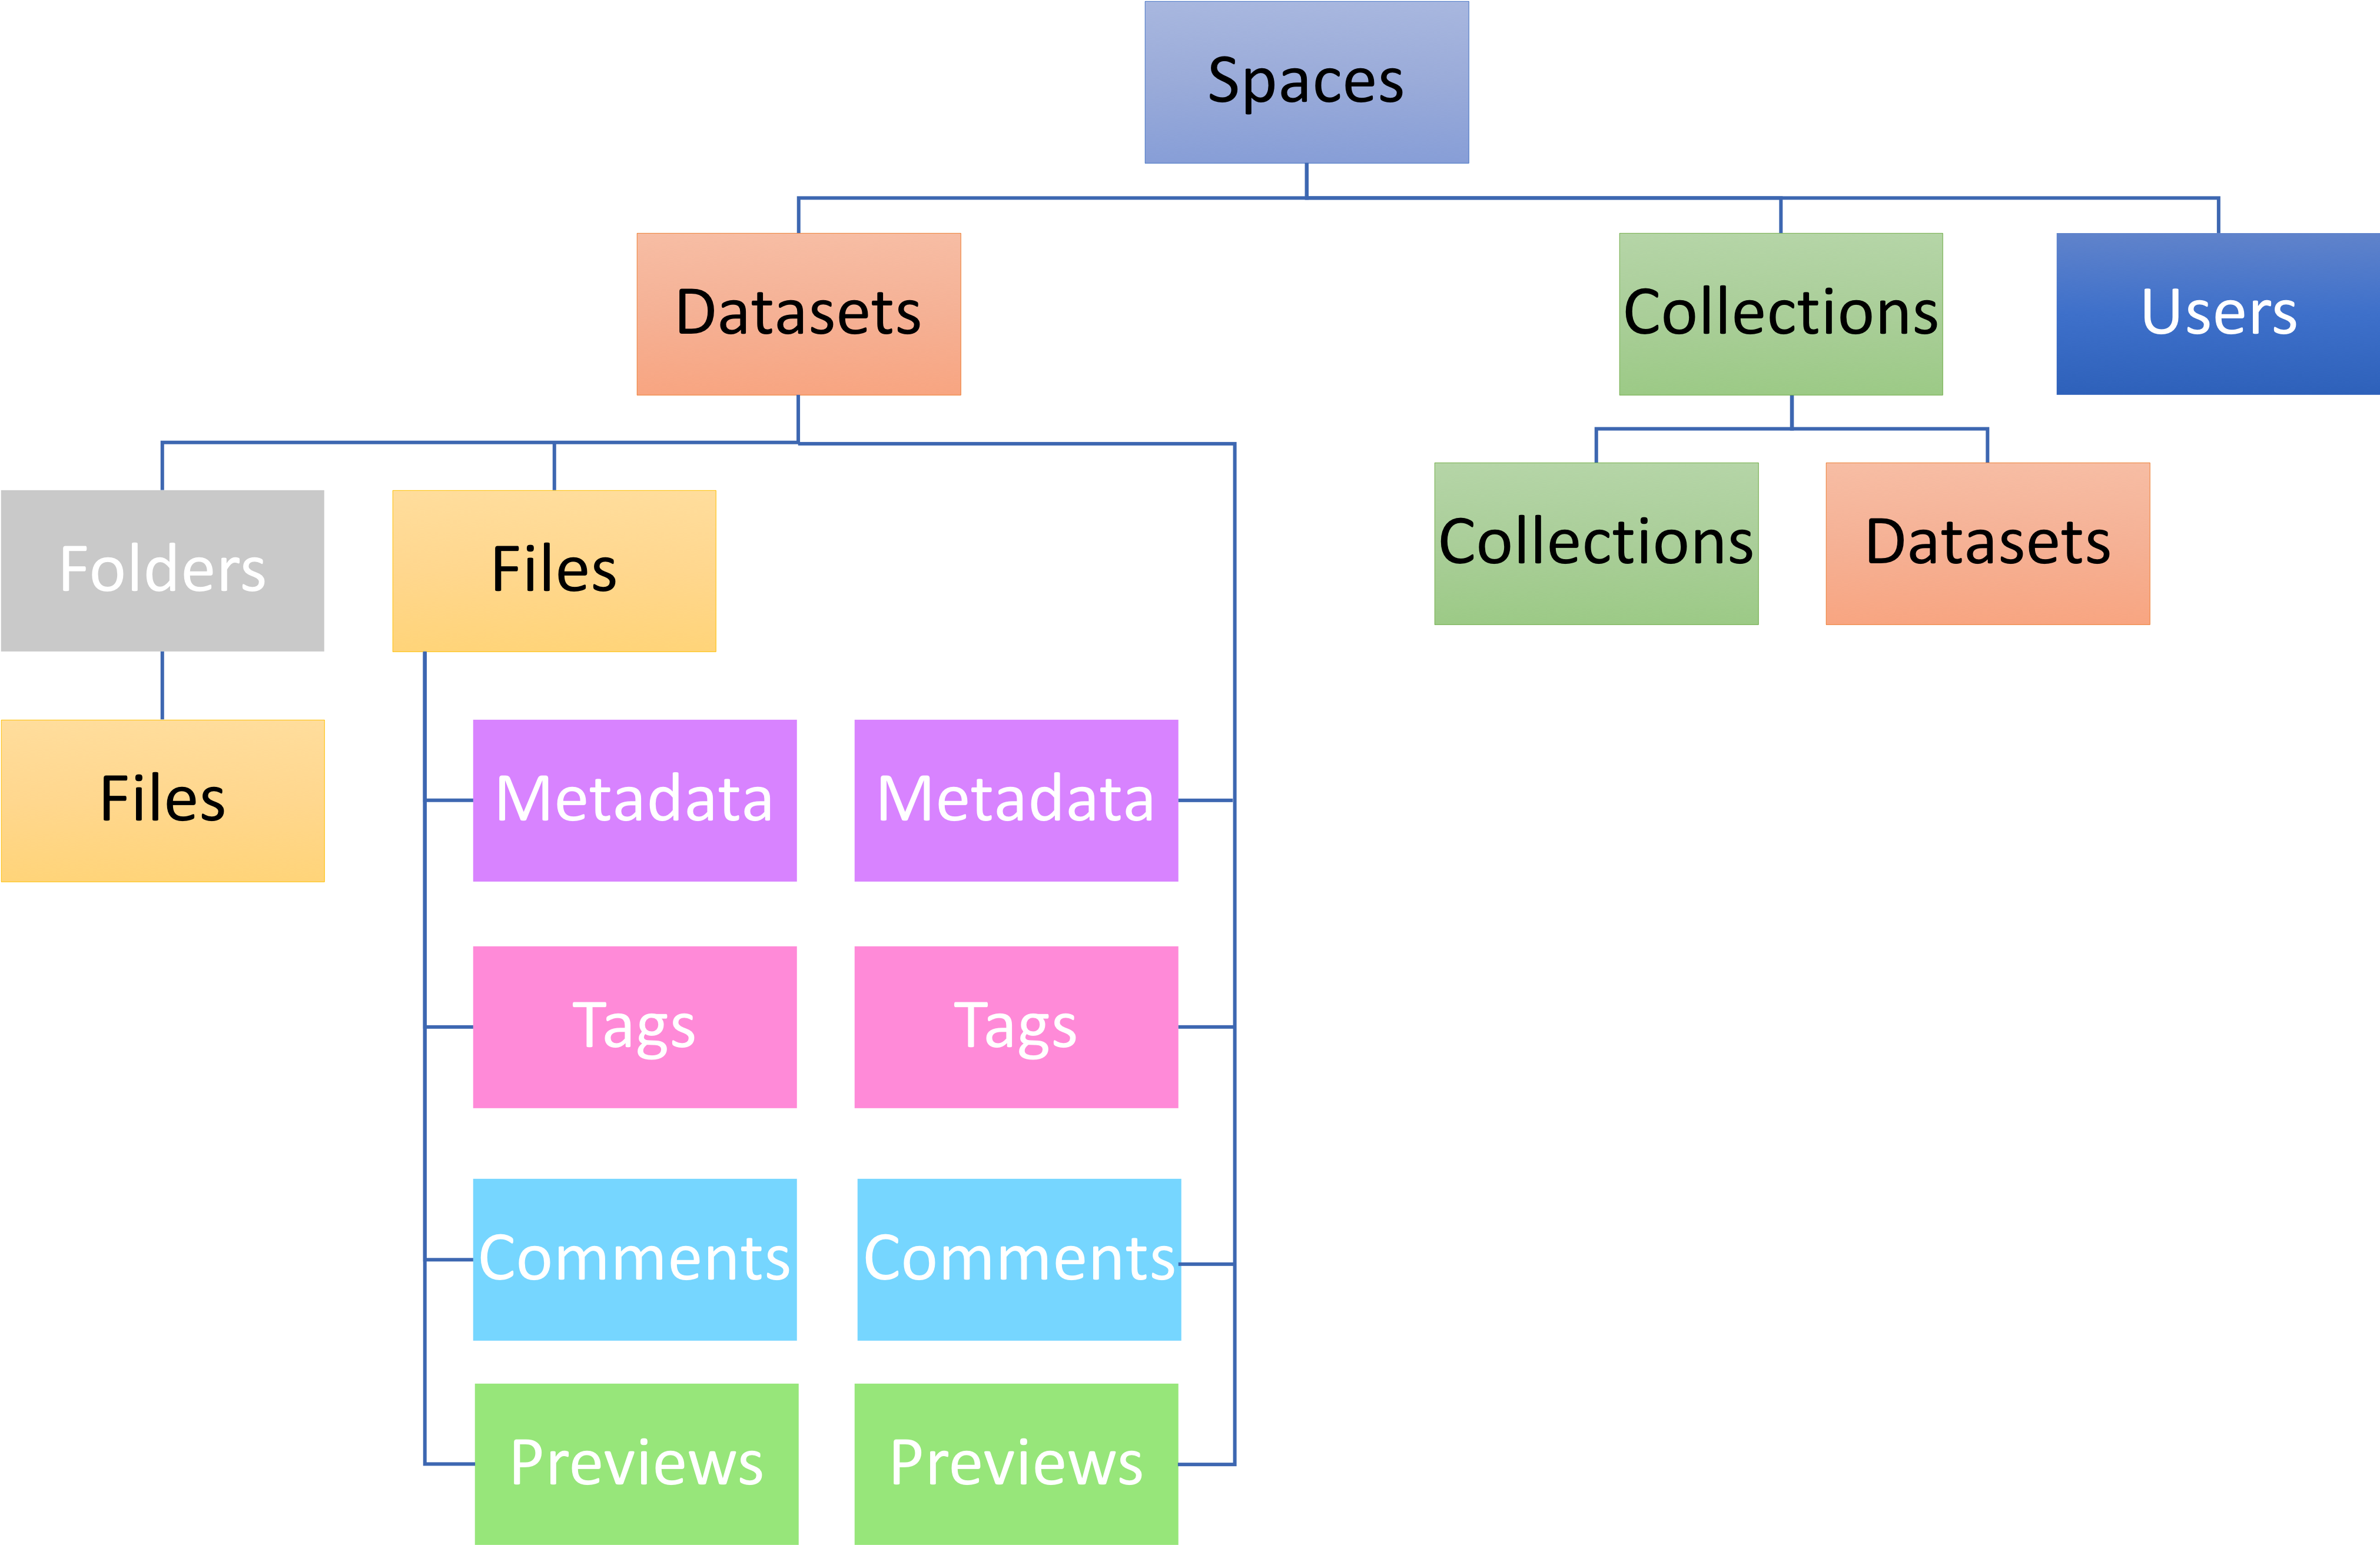 Spaces
Datasets
Collections
Users
Folders
Files
Collections
Datasets
Files
Metadata
Metadata
Tags
Tags
Comments
Comments
Previews
Previews